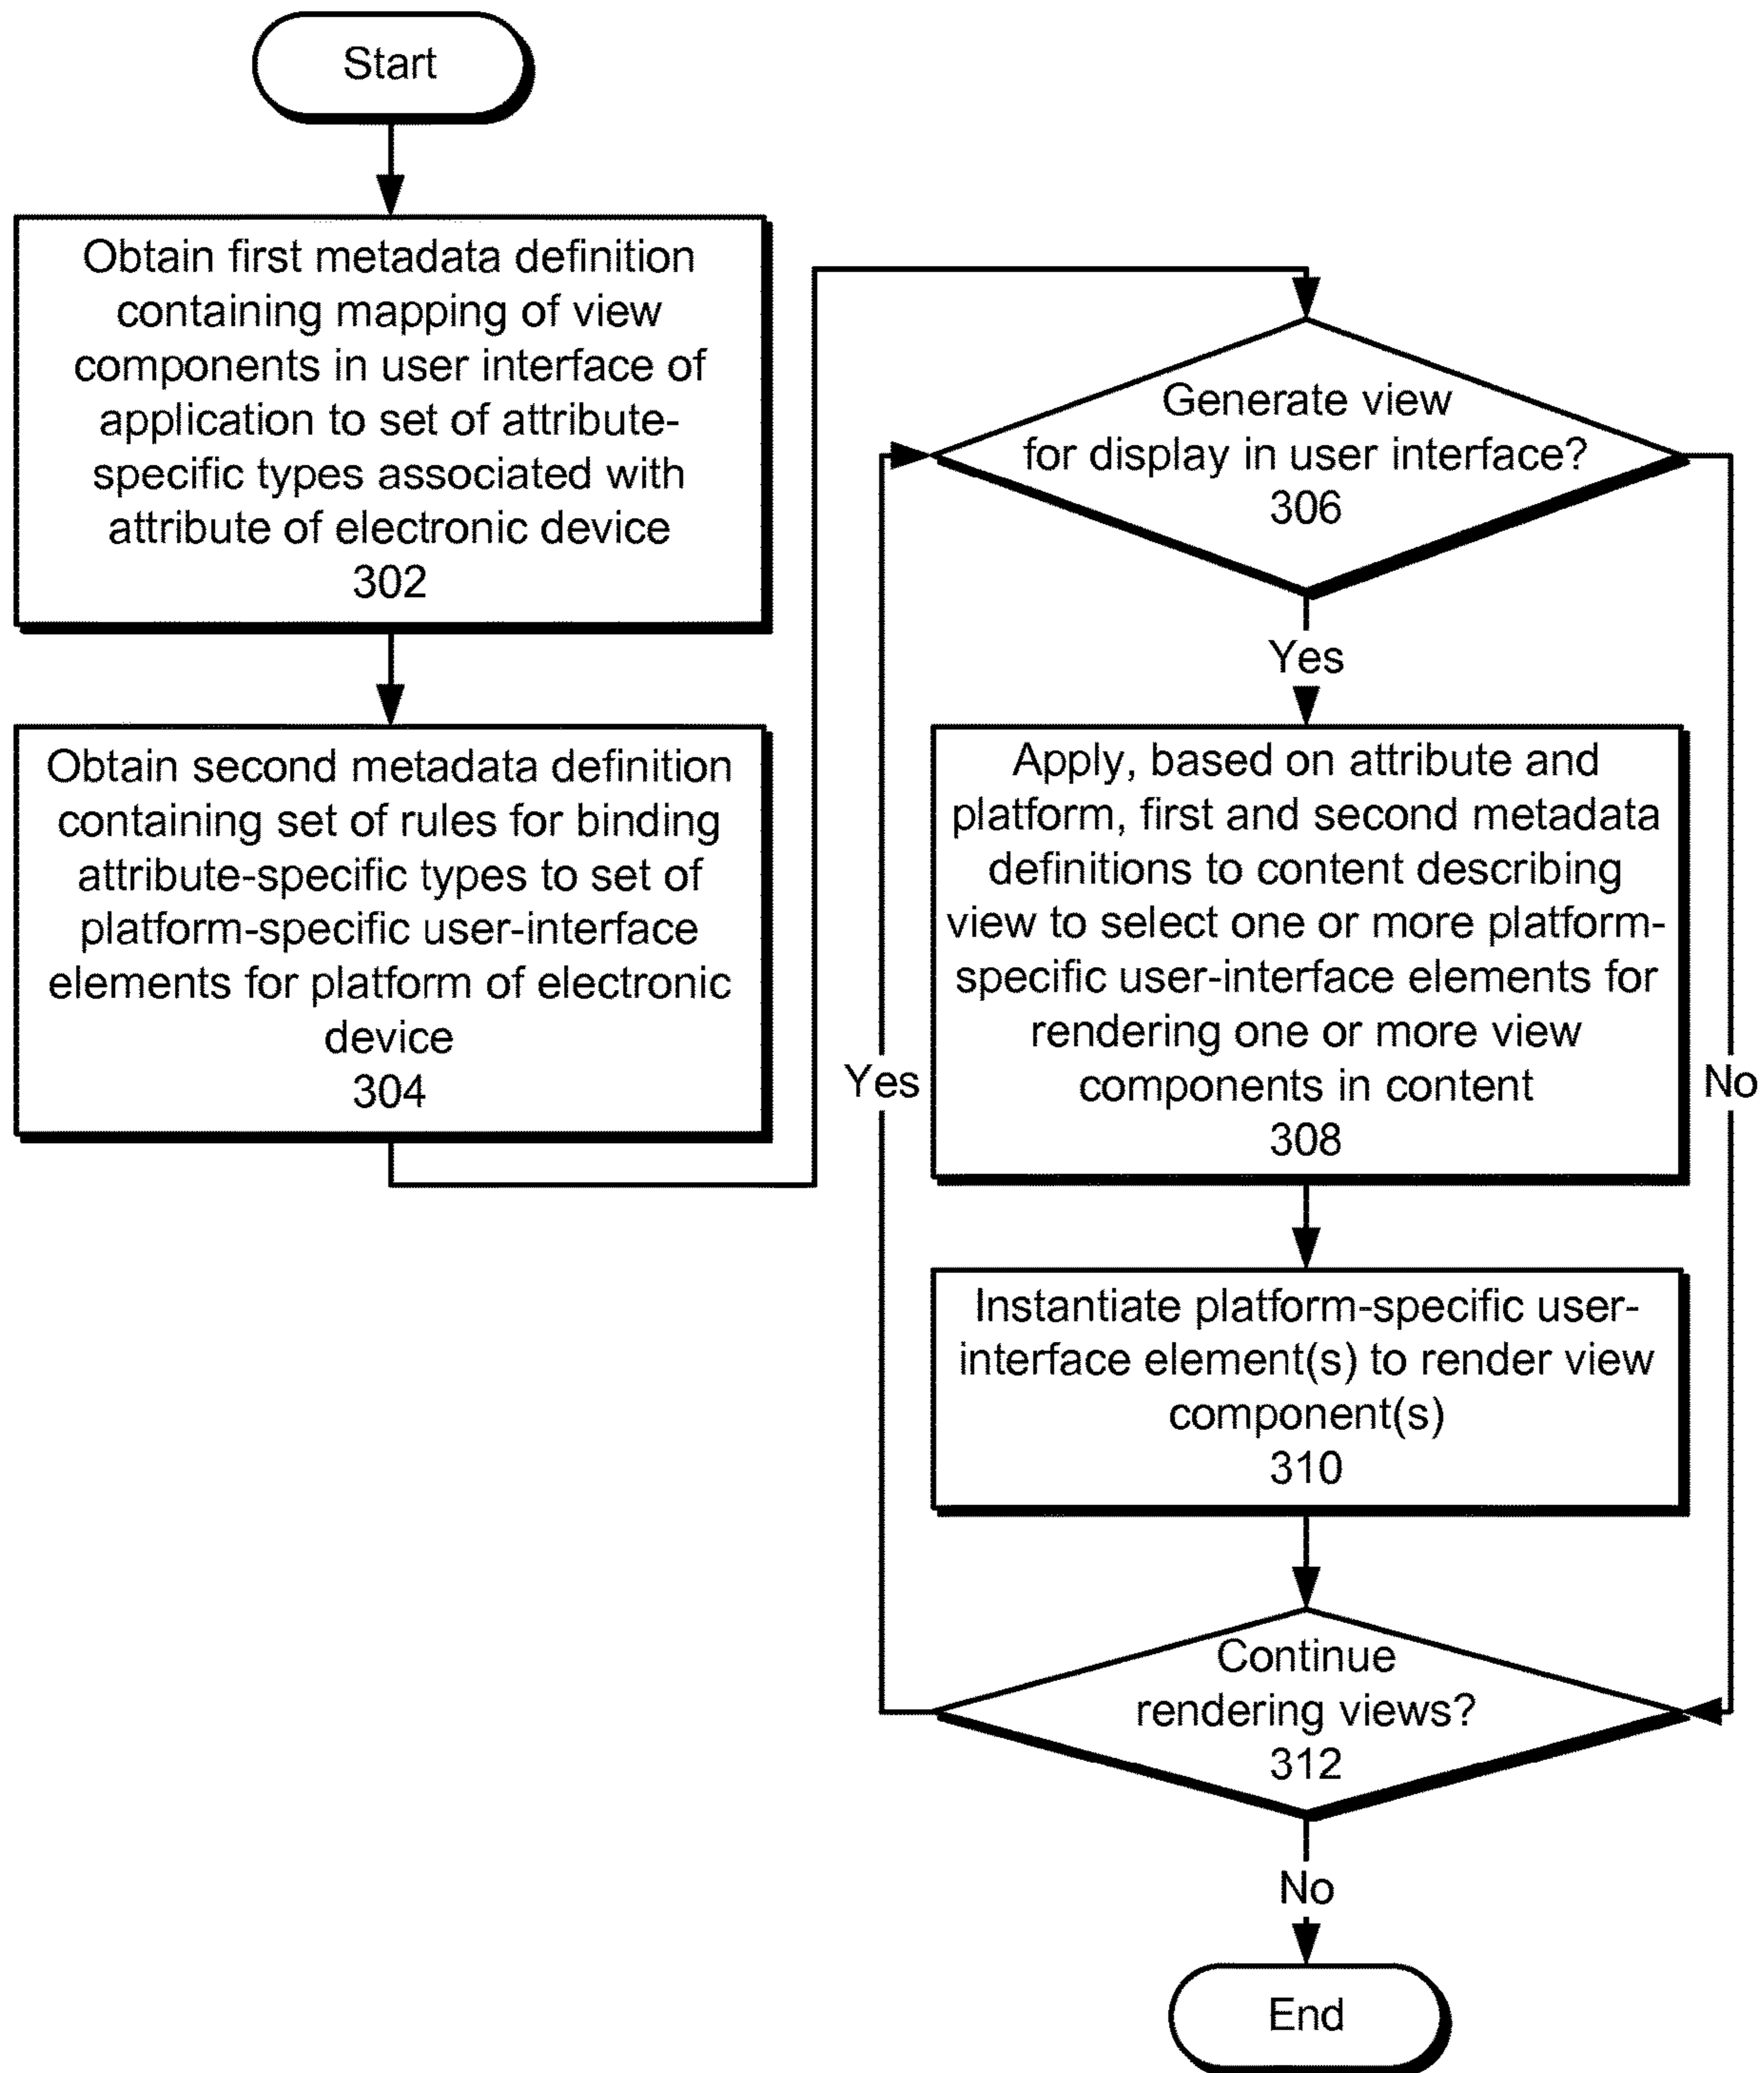 Start
Obtain first metadata definition
containing mapping of view
components in user interface of
application to set of attribute-
specific types associated with
attribute of electronic device
302
Obtain second metadata definition
containing set of rules for binding
attribute-specific types to set of
platform-specific user-interface
elements for platform of electronic
device
304
Generate view
for display in user interface?
306
Yes
Apply, based on attribute and
platform, first and second metadata
definitions to content describing
view to select one or more platform-
specific user-interface elements for
rendering one or more view
components in content
308
Yes
No
Instantiate platform-specific user-
interface element(s) to render view
component(s)
310
Continue
rendering views?
312
No
End